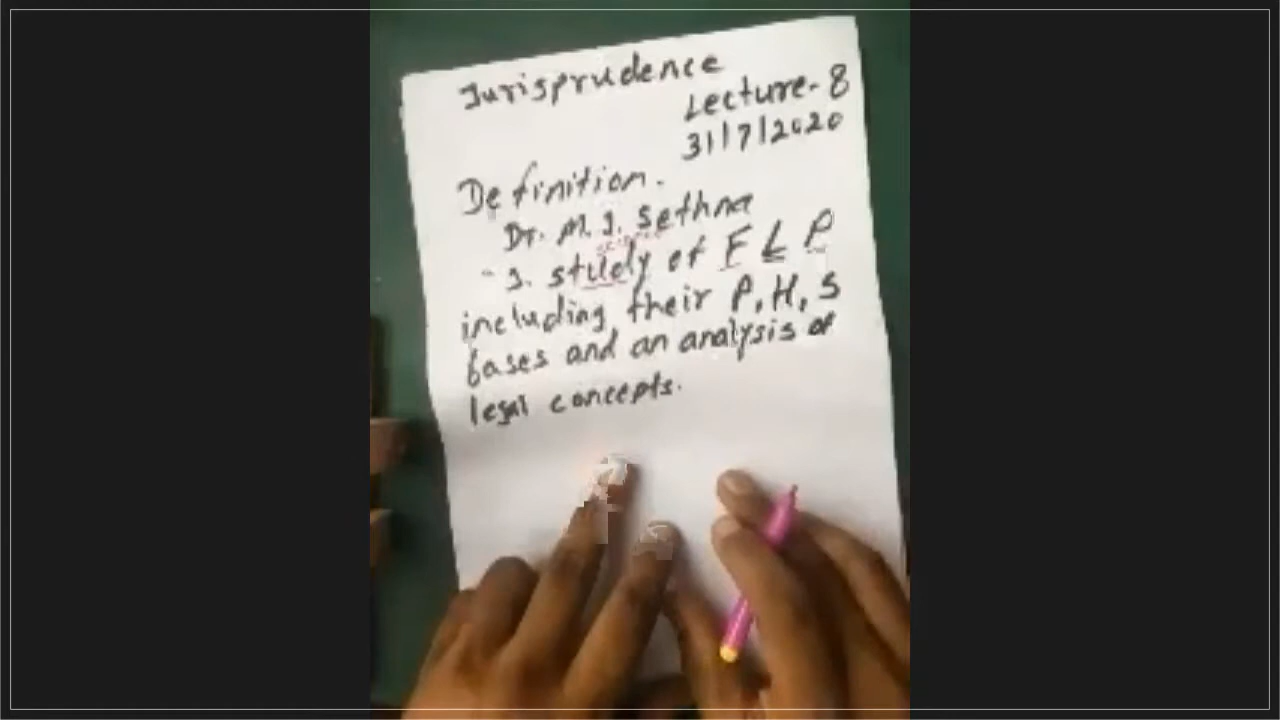 Jurisprudence
Lecture- 8
31/7/2020
Definition.
Dr. M. J. Sethna
science
- J. study of F L P
including their P, H, S
bases and an analysis of
legal concepts.